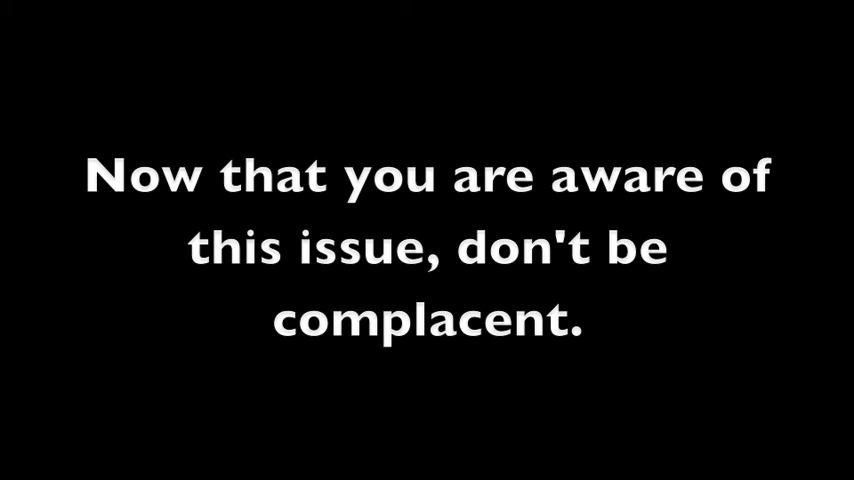 Now that you are aware of
this issue, don't be
complacent.